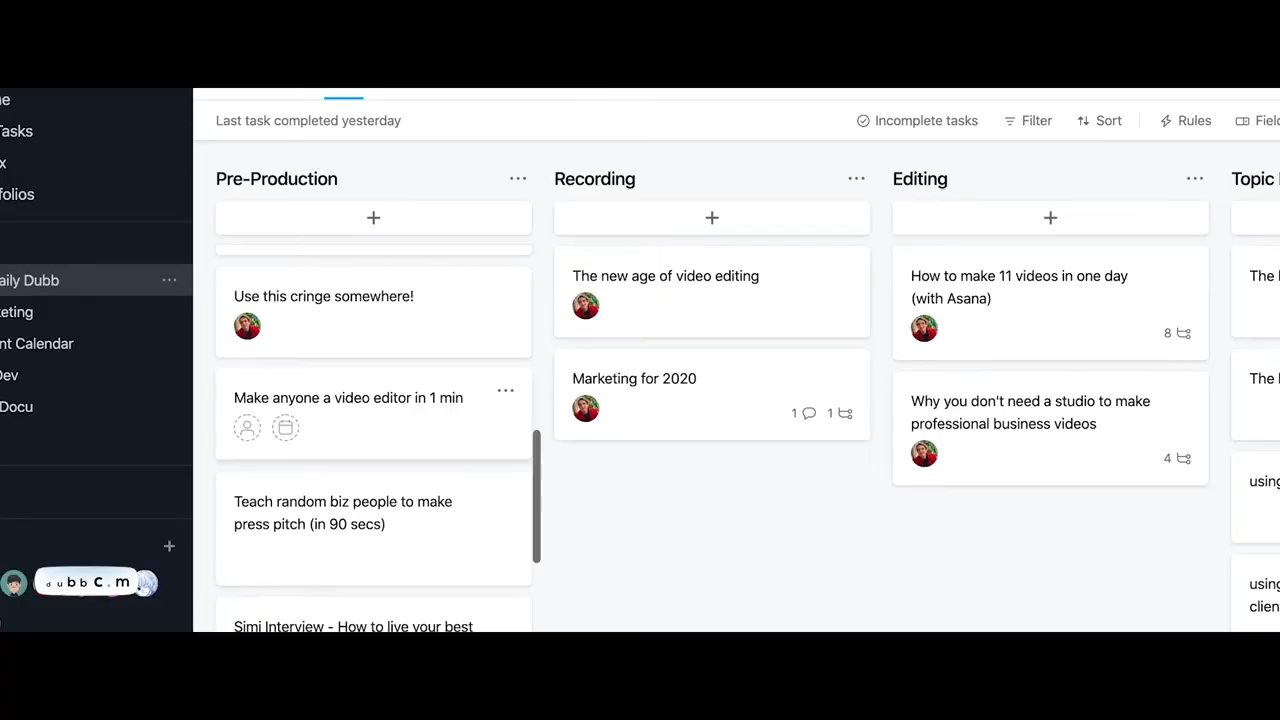 Tasks
aily Dubb
Last task completed yesterday
Incomplete tasks
Filter
Sort
Rules
Pre-Production
Use this cringe somewhere!
Make anyone a video editor in 1 min
Teach random biz people to make
press pitch (in 90 secs)
Simi Interview - How to live your best
Recording
The new age of video editing
Marketing for 2020
1
1
Editing
How to make 11 videos in one day
(with Asana)
8
Why you don't need a studio to make
professional business videos
4
Topic
The
The
using
using
clien
folios
eting
nt Calendar
Dev
Docu
dubbC.m